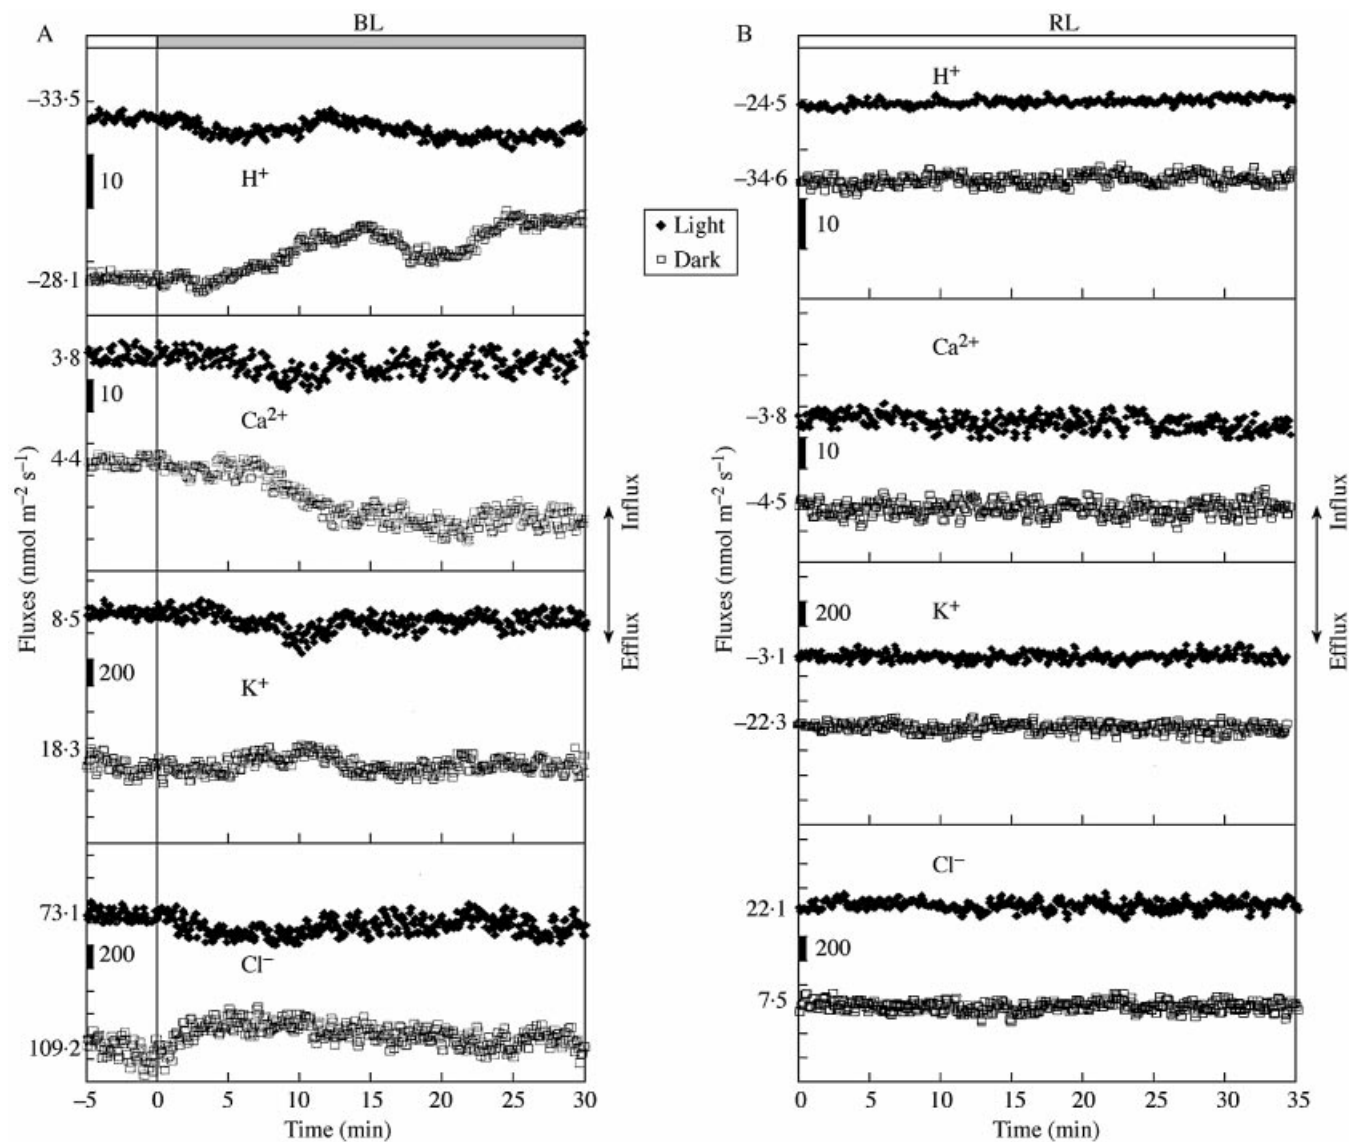 A
BL
−33·5
10
H⁺
−28·1
3·8
10
Ca²⁺
4·4
8·5
200
K⁺
18·3
73·1
200
Cl⁻
109·2
−5 0 5 10 15 20 25 30
Time (min)
Fluxes (nmol m⁻² s⁻¹)
Influx
Efflux
Light
Dark
B
RL
H⁺
−24·5
−34·6
10
Ca²⁺
−3·8
10
−4·5
K⁺
200
−3·1
−22·3
Cl⁻
22·1
200
7·5
0 5 10 15 20 25 30 35
Time (min)
Fluxes (nmol m⁻² s⁻¹)
Influx
Efflux